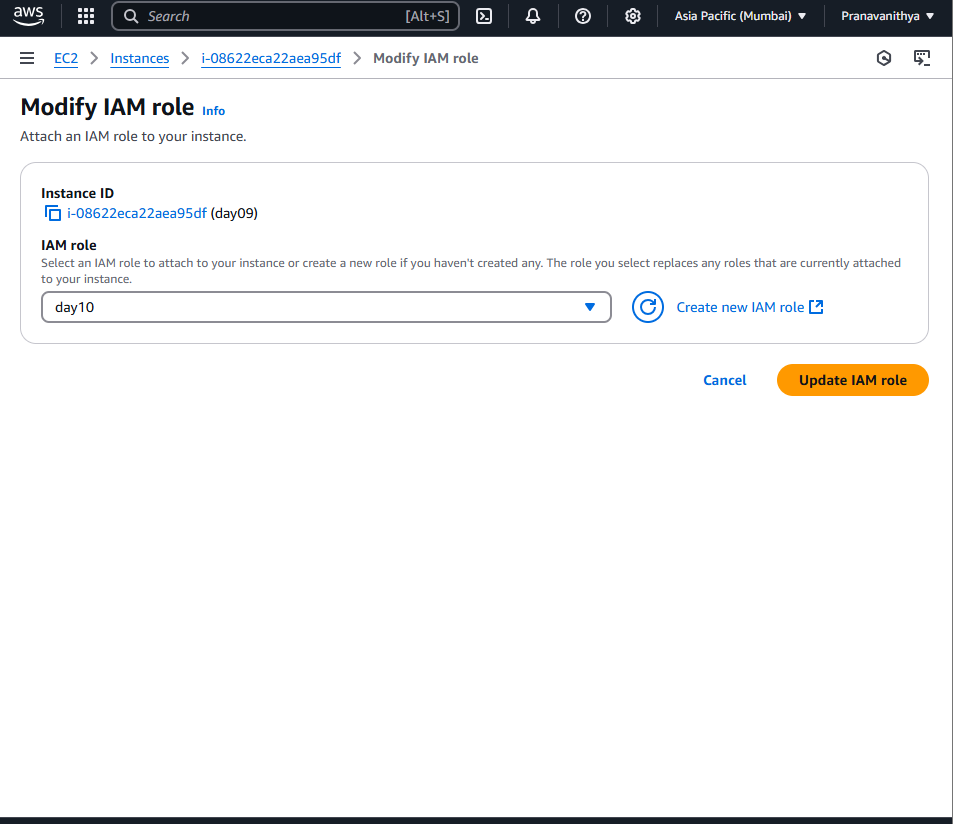 aws Search [Alt+S] Asia Pacific (Mumbai) Pranavanithya
EC2 Instances i-08622eca22aea95df Modify IAM role
Modify IAM role Info
Attach an IAM role to your instance.
Instance ID
i-08622eca22aea95df (day09)
IAM role
Select an IAM role to attach to your instance or create a new role if you haven't created any. The role you select replaces any roles that are currently attached
to your instance.
day10 Create new IAM role
Cancel Update IAM role